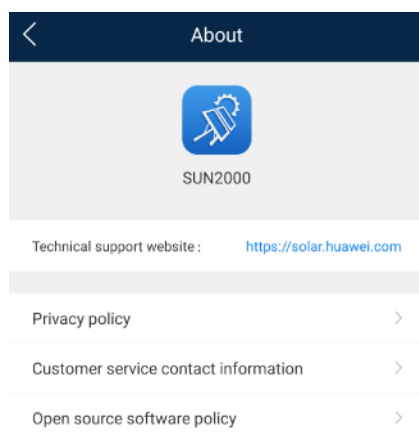 About
SUN2000
Technical support website : https://solar.huawei.com
Privacy policy
Customer service contact information
Open source software policy